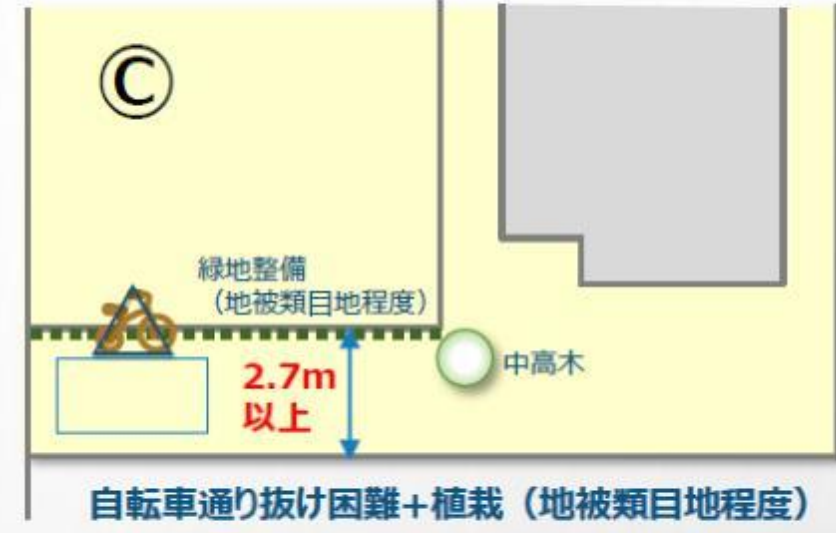 Ⓒ
緑地整備
（地被類目地程度）
2.7m
以上
中高木
自転車通り抜け困難+植栽（地被類目地程度）